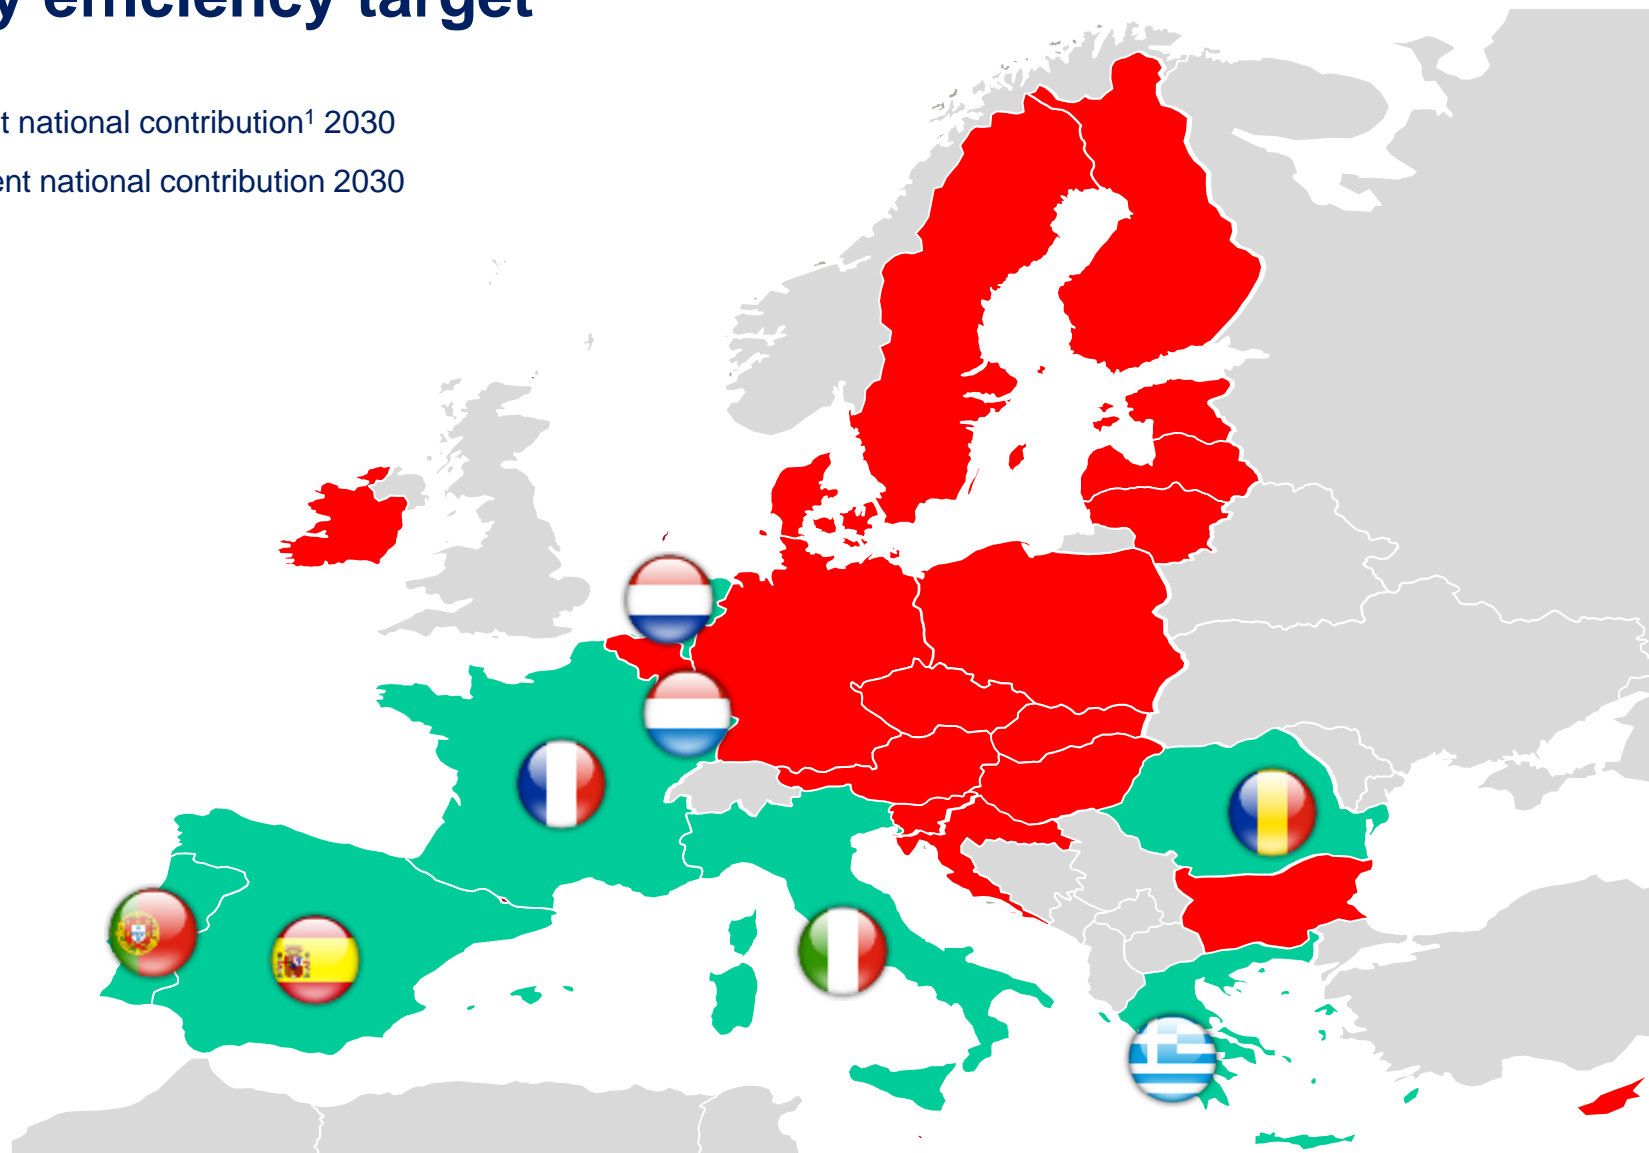 y efficiency target
t national contribution¹ 2030
ent national contribution 2030